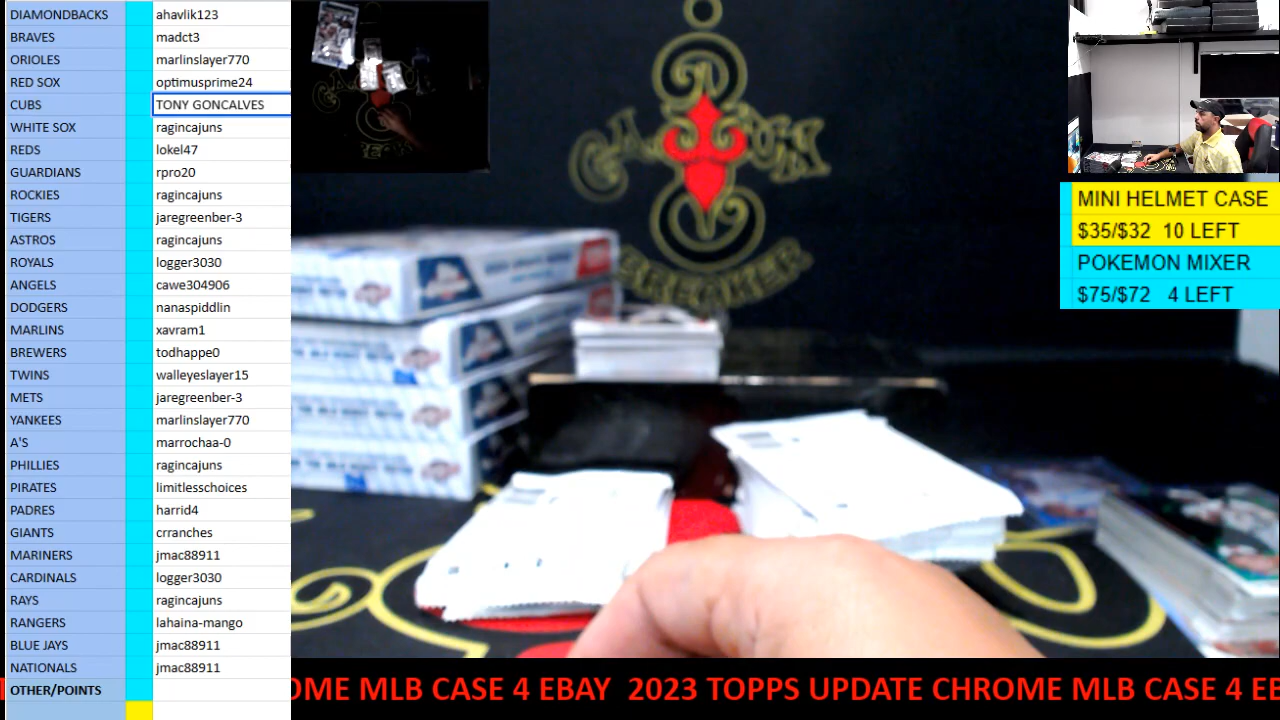 DIAMONDBACKS ahavlik123
BRAVES madct3
ORIOLES marlinslayer770
RED SOX optimusprime24
CUBS TONY GONCALVES
WHITE SOX ragincajuns
REDS lokel47
GUARDIANS rpro20
ROCKIES ragincajuns
TIGERS jaregreenber-3
ASTROS ragincajuns
ROYALS logger3030
ANGELS cawe304906
DODGERS nanaspiddlin
MARLINS xavram1
BREWERS todhappe0
TWINS walleyeslayer15
METS jaregreenber-3
YANKEES marlinslayer770
A'S marrochaa-0
PHILLIES ragincajuns
PIRATES limitlesschoices
PADRES harrid4
GIANTS crranches
MARINERS jmac88911
CARDINALS logger3030
RAYS ragincajuns
RANGERS lahaina-mango
BLUE JAYS jmac88911
NATIONALS jmac88911
OTHER/POINTS
BREAKER
MINI HELMET CASE
$35/$32 10 LEFT
POKEMON MIXER
$75/$72 4 LEFT
OME MLB CASE 4 EBAY 2023 TOPPS UPDATE CHROME MLB CASE 4 EB